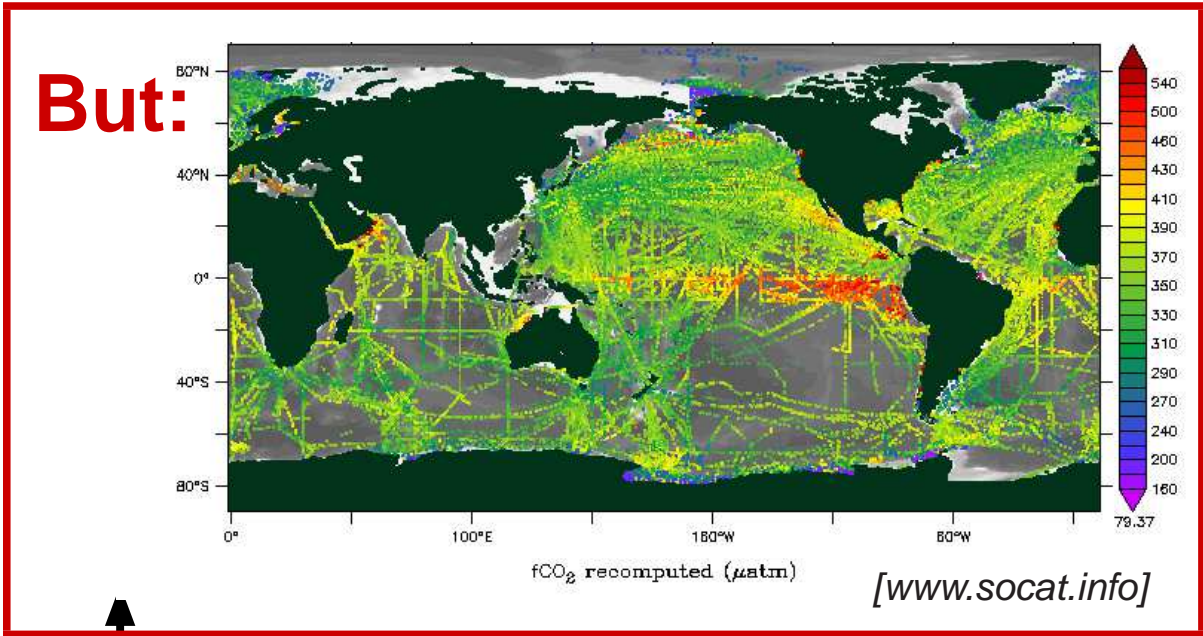 But:
80°N
40°N
0°
40°S
80°S
0°
100°E
160°W
60°W
540
500
460
430
410
390
370
350
330
310
290
270
240
200
160
79.37
fCO₂ recomputed (µatm)
[www.socat.info]